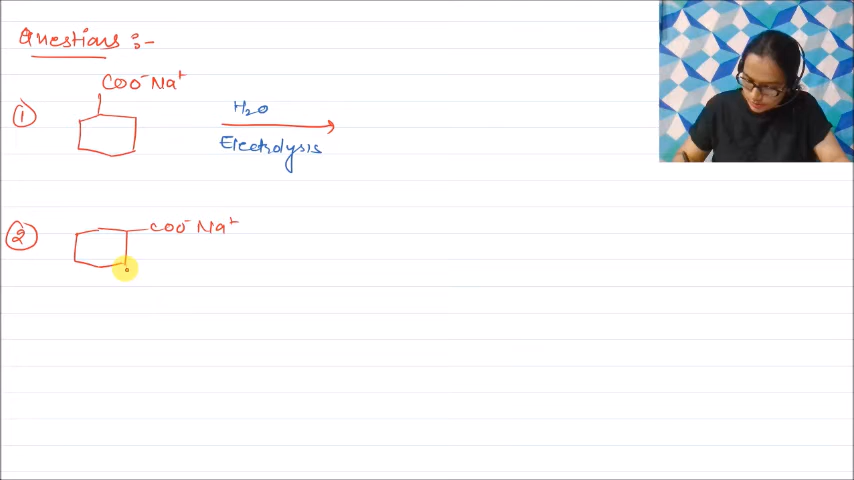 Questions :-
COO⁻Na⁺
① H₂O
Electrolysis
② COO⁻Na⁺